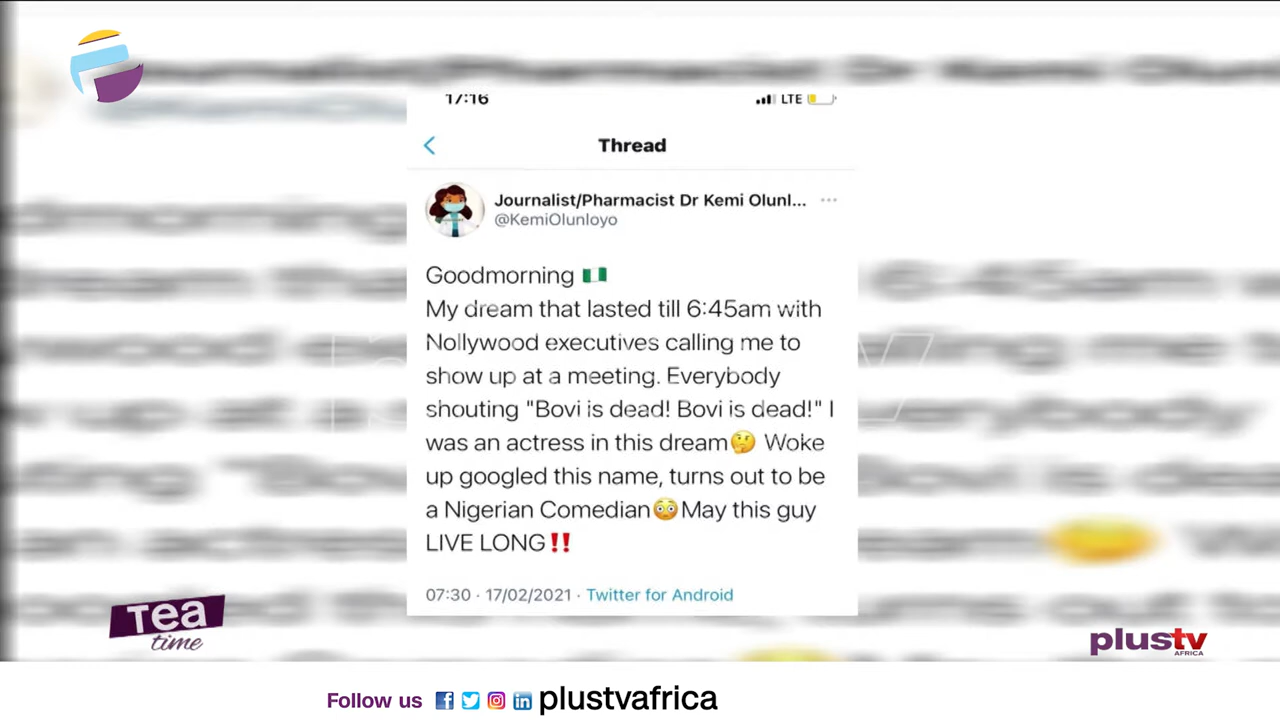 17:16
LTE
Thread
Journalist/Pharmacist Dr Kemi Olunl...
@KemiOlunloyo
Goodmorning 🇳🇬
My dream that lasted till 6:45am with
Nollywood executives calling me to
show up at a meeting. Everybody
shouting "Bovi is dead! Bovi is dead!" I
was an actress in this dream🤔 Woke
up googled this name, turns out to be
a Nigerian Comedian😳May this guy
LIVE LONG‼️
07:30 · 17/02/2021 · Twitter for Android
Tea
time
plustv
AFRICA
Follow us plustvafrica